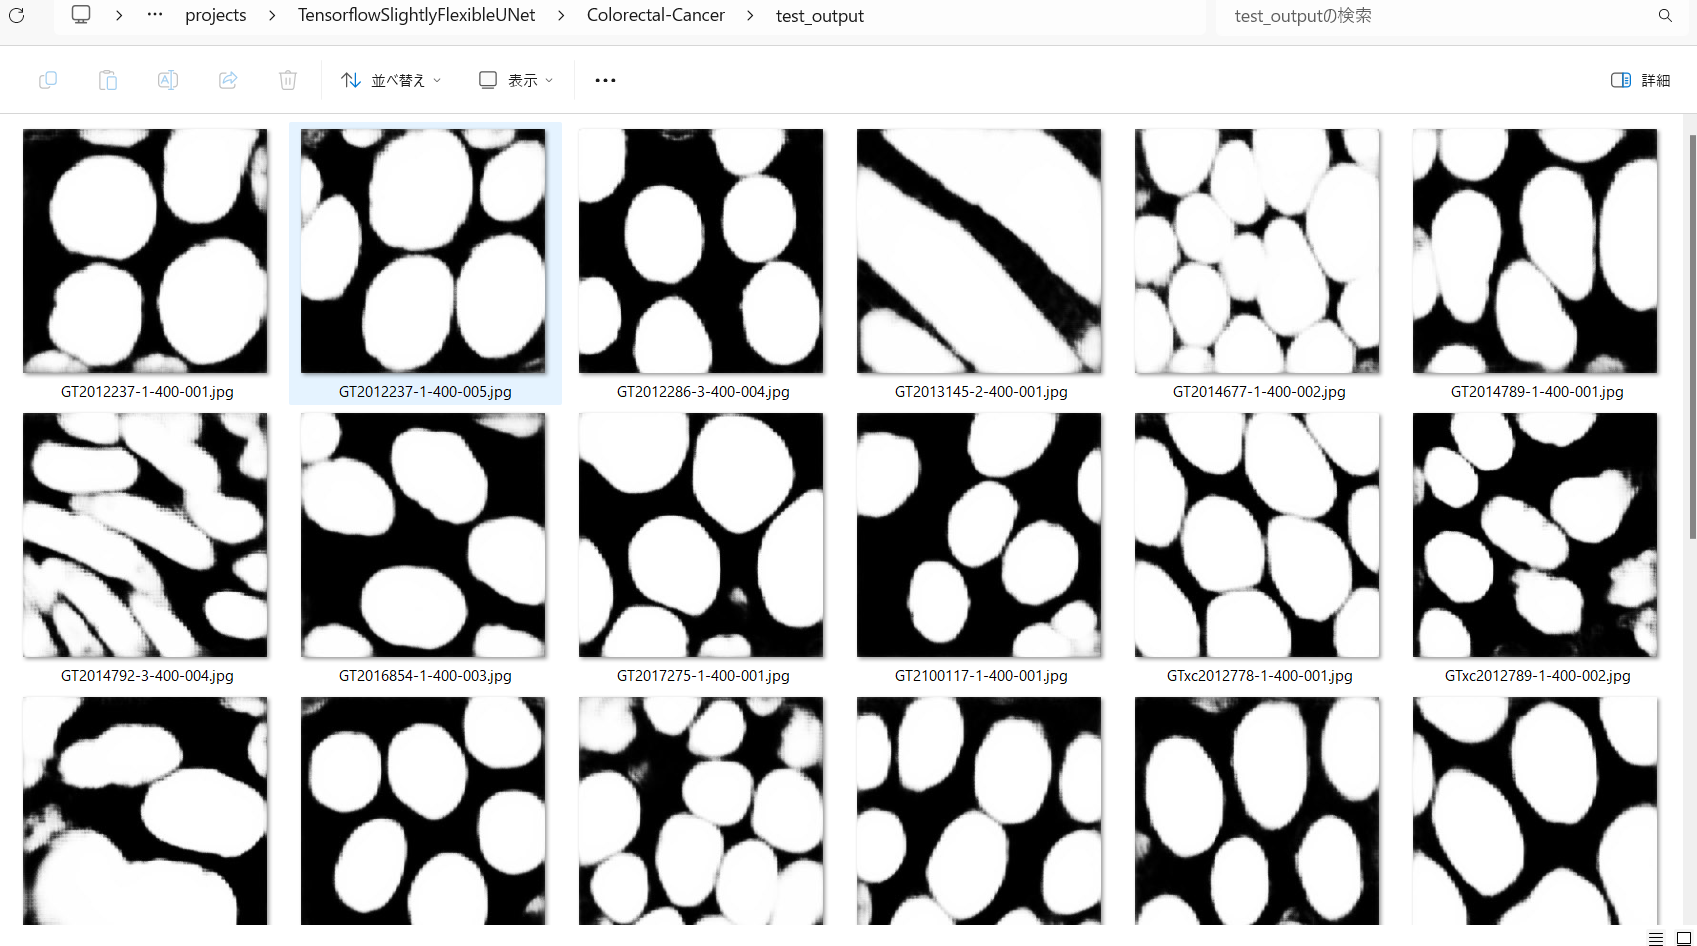 projects > TensorflowSlightlyFlexibleUNet > Colorectal-Cancer > test_output
test_outputの検索
並べ替え
表示
詳細
GT2012237-1-400-001.jpg
GT2012237-1-400-005.jpg
GT2012286-3-400-004.jpg
GT2013145-2-400-001.jpg
GT2014677-1-400-002.jpg
GT2014789-1-400-001.jpg
GT2014792-3-400-004.jpg
GT2016854-1-400-003.jpg
GT2017275-1-400-001.jpg
GT2100117-1-400-001.jpg
GTxc2012778-1-400-001.jpg
GTxc2012789-1-400-002.jpg